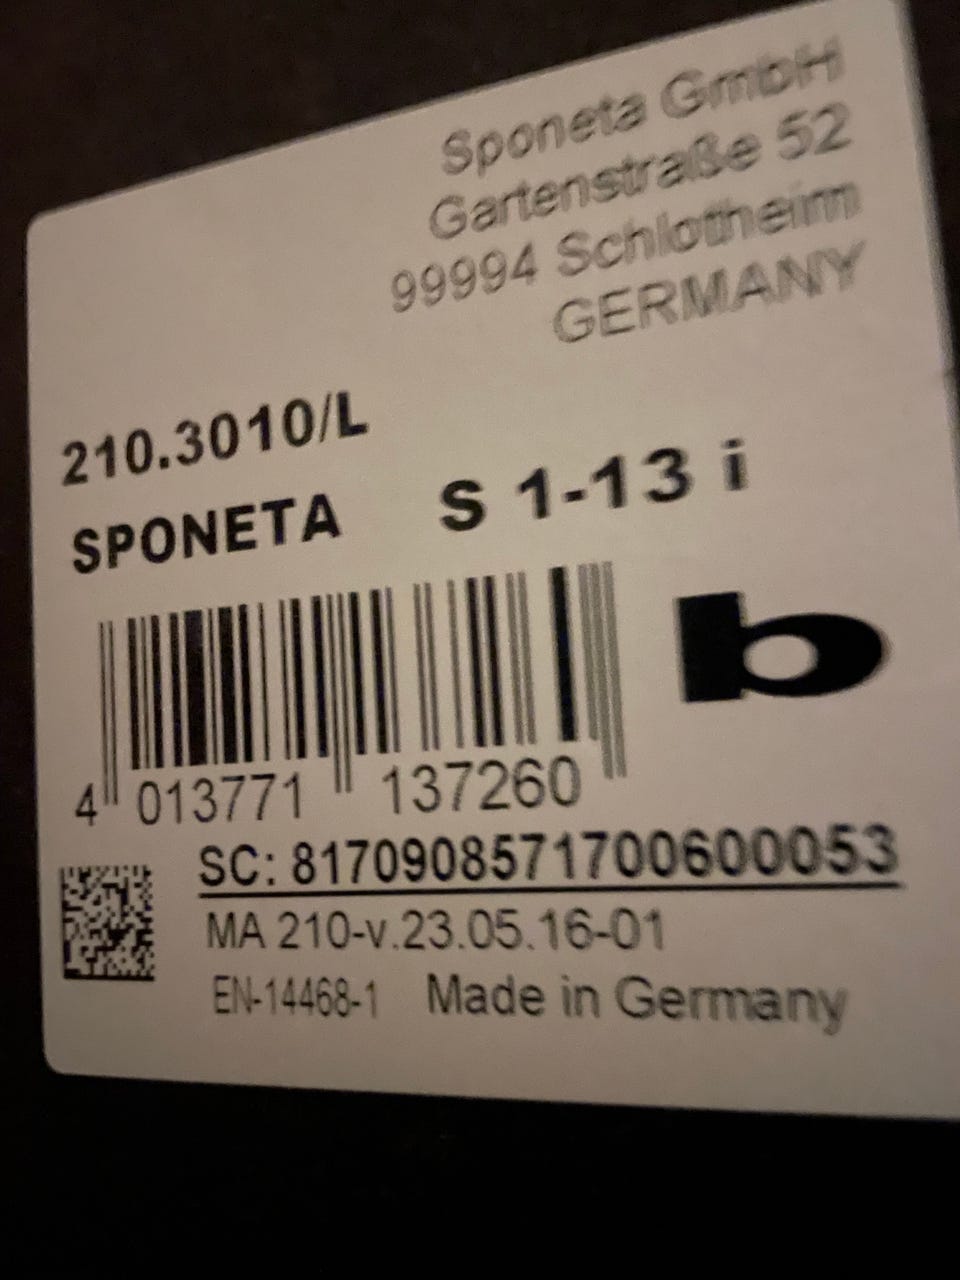 Sponeta GmbH
Gartenstraße 52
99994 Schlotheim
GERMANY
210.3010/L
SPONETA S 1-13 i
b
4 013771 137260
SC: 8170908571700600053
MA 210-v.23.05.16-01
EN-14468-1 Made in Germany